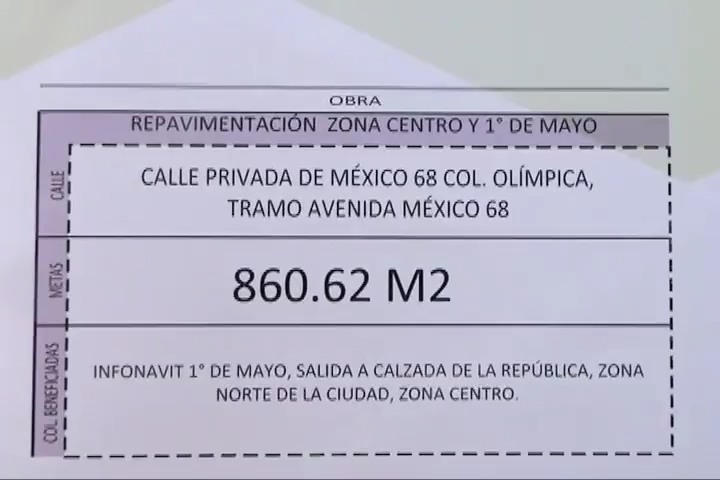 OBRA
REPAVIMENTACIÓN ZONA CENTRO Y 1° DE MAYO
CALLE
CALLE PRIVADA DE MÉXICO 68 COL. OLÍMPICA,
TRAMO AVENIDA MÉXICO 68
METAS
860.62 M2
COL. BENEFICIADAS
INFONAVIT 1° DE MAYO, SALIDA A CALZADA DE LA REPÚBLICA, ZONA
NORTE DE LA CIUDAD, ZONA CENTRO.